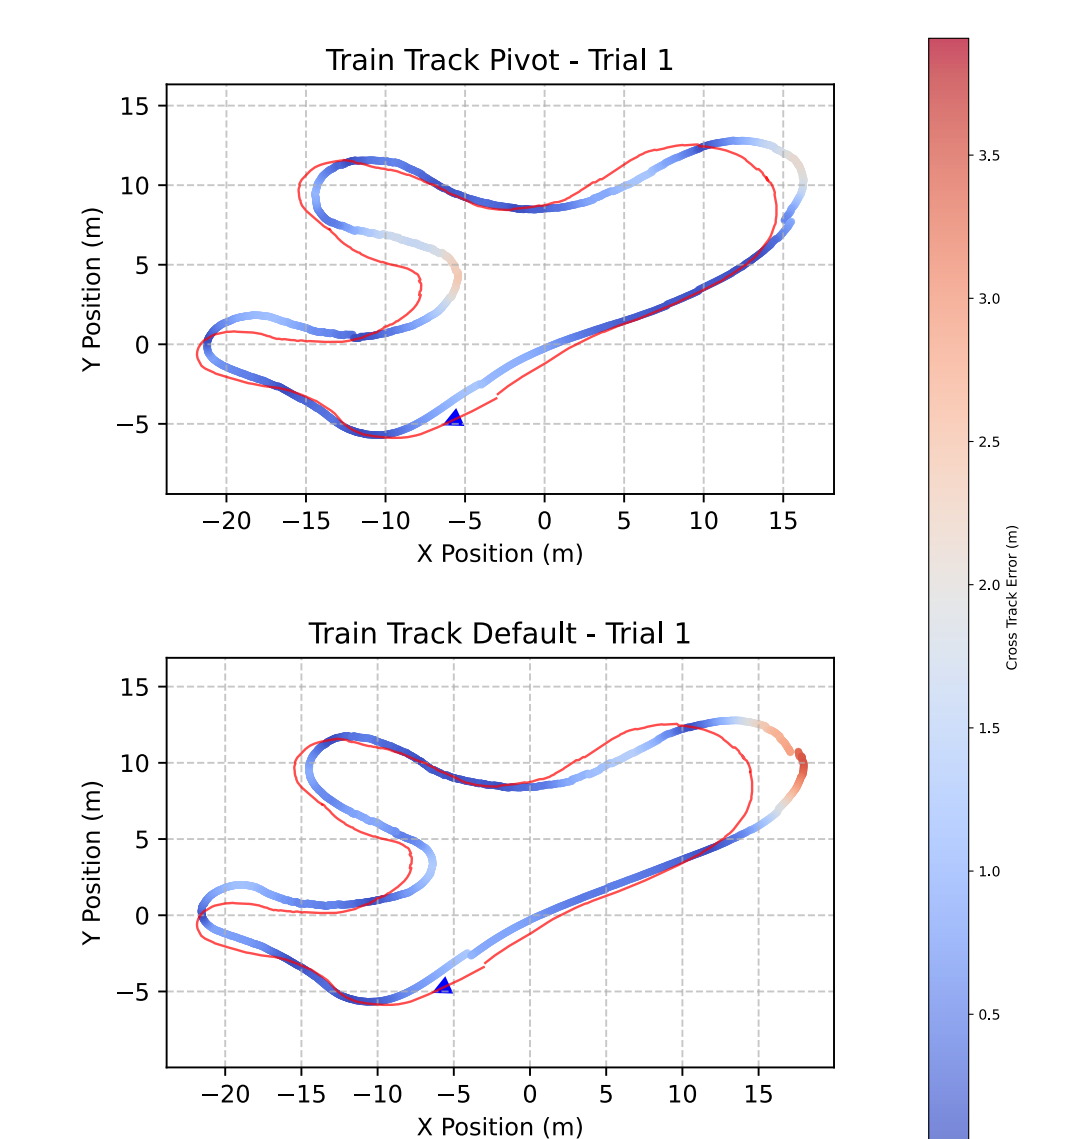 Train Track Pivot - Trial 1
15
10
5
0
−5
Y Position (m)
−20 −15 −10 −5 0 5 10 15
X Position (m)
Train Track Default - Trial 1
15
10
5
0
−5
Y Position (m)
−20 −15 −10 −5 0 5 10 15
X Position (m)
3.5
3.0
2.5
2.0
1.5
1.0
0.5
Cross Track Error (m)